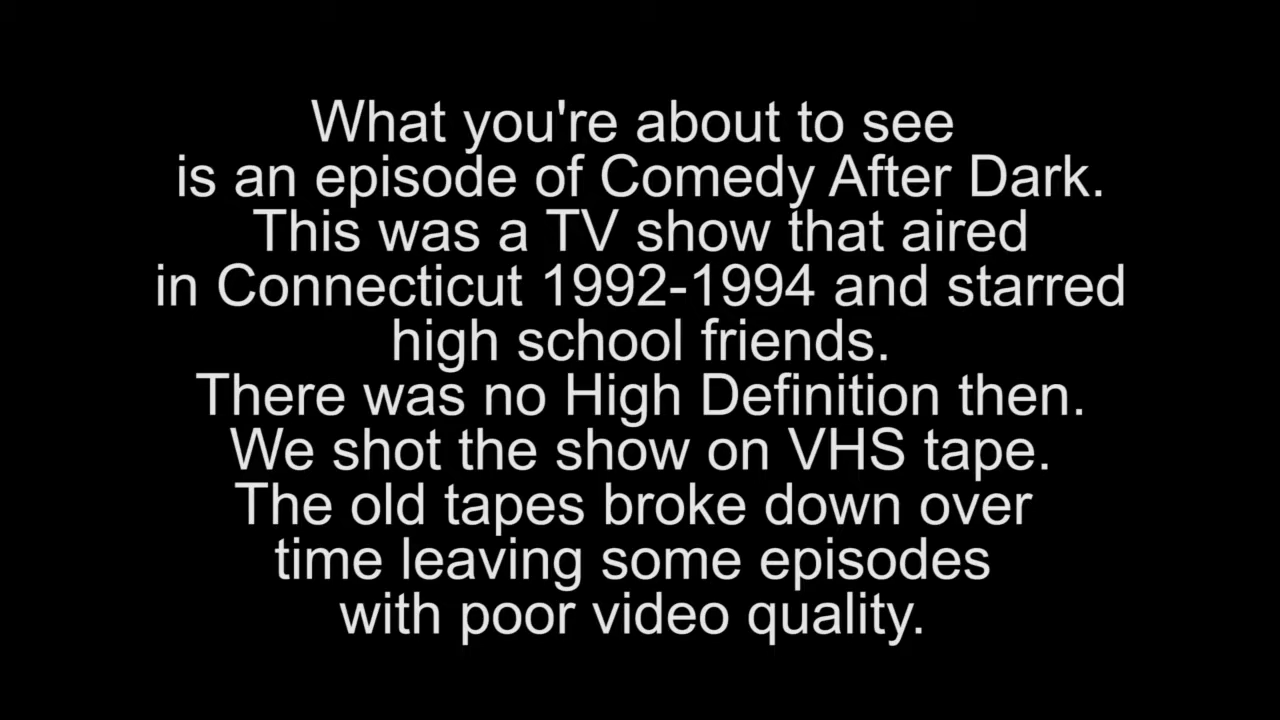 What you're about to see
is an episode of Comedy After Dark.
This was a TV show that aired
in Connecticut 1992-1994 and starred
high school friends.
There was no High Definition then.
We shot the show on VHS tape.
The old tapes broke down over
time leaving some episodes
with poor video quality.